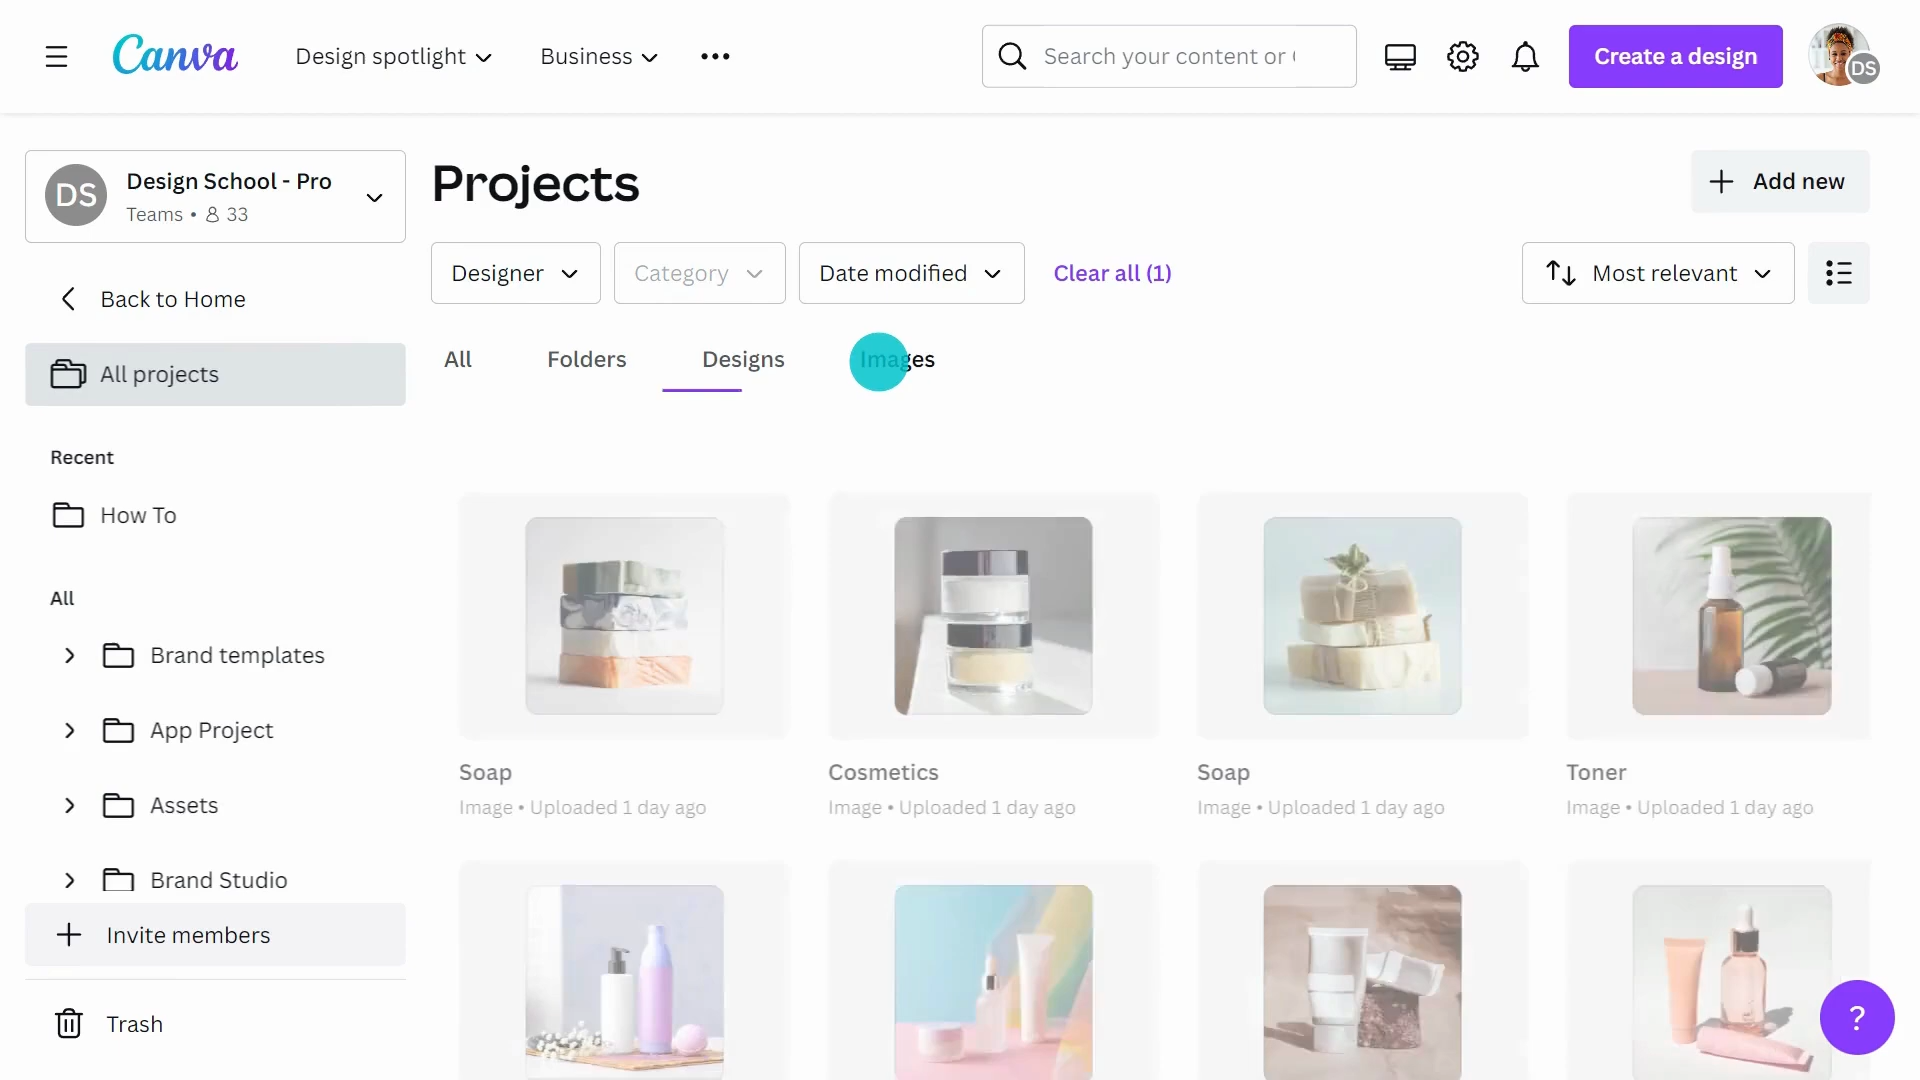 Canva
Design spotlight
Business
Search your content or
Create a design
DS
DS
Design School - Pro
Teams • 33
Projects
Add new
Designer
Category
Date modified
Clear all (1)
Most relevant
Back to Home
All
Folders
Designs
Images
All projects
Recent
How To
All
Brand templates
App Project
Assets
Brand Studio
Invite members
Trash
Soap
Image • Uploaded 1 day ago
Cosmetics
Image • Uploaded 1 day ago
Soap
Image • Uploaded 1 day ago
Toner
Image • Uploaded 1 day ago
?